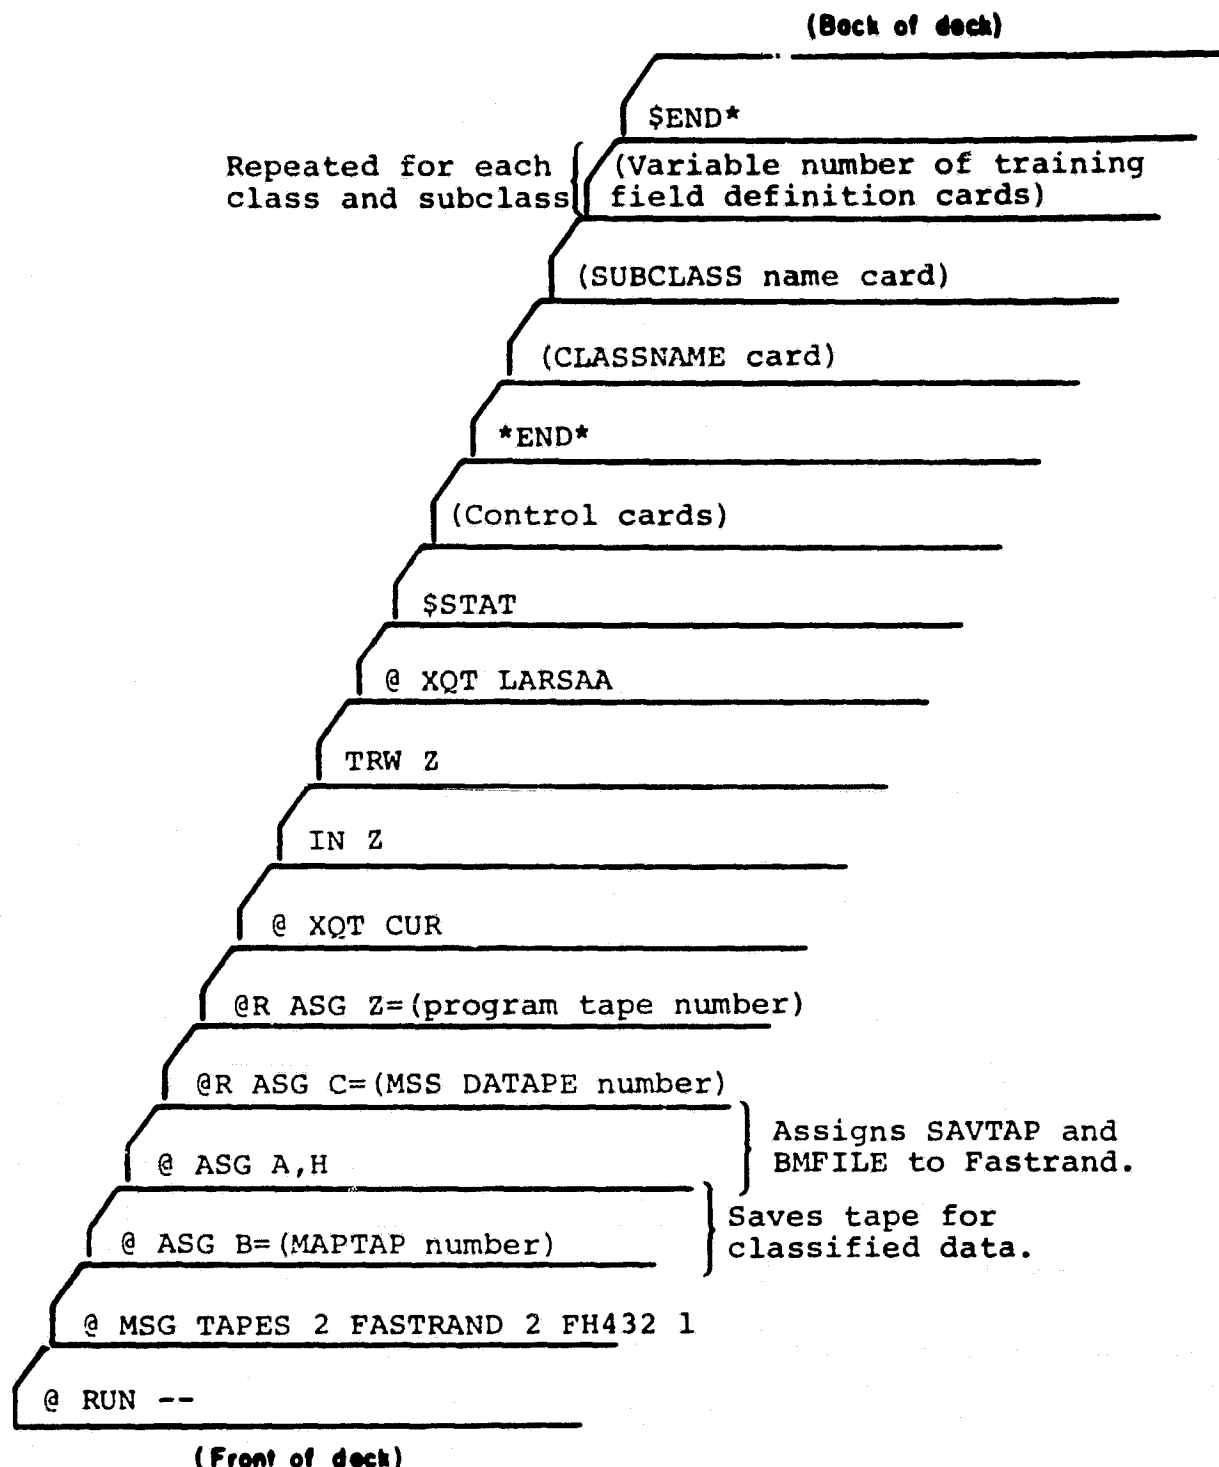 (Back of deck)
$END*
Repeated for each
class and subclass
(Variable number of training
field definition cards)
(SUBCLASS name card)
(CLASSNAME card)
*END*
(Control cards)
$STAT
@ XQT LARSAA
TRW Z
IN Z
@ XQT CUR
@R ASG Z=(program tape number)
@R ASG C=(MSS DATAPE number)
@ ASG A,H
Assigns SAVTAP and
BMFILE to Fastrand.
@ ASG B=(MAPTAP number)
Saves tape for
classified data.
@ MSG TAPES 2 FASTRAND 2 FH432 1
@ RUN --
(Front of deck)